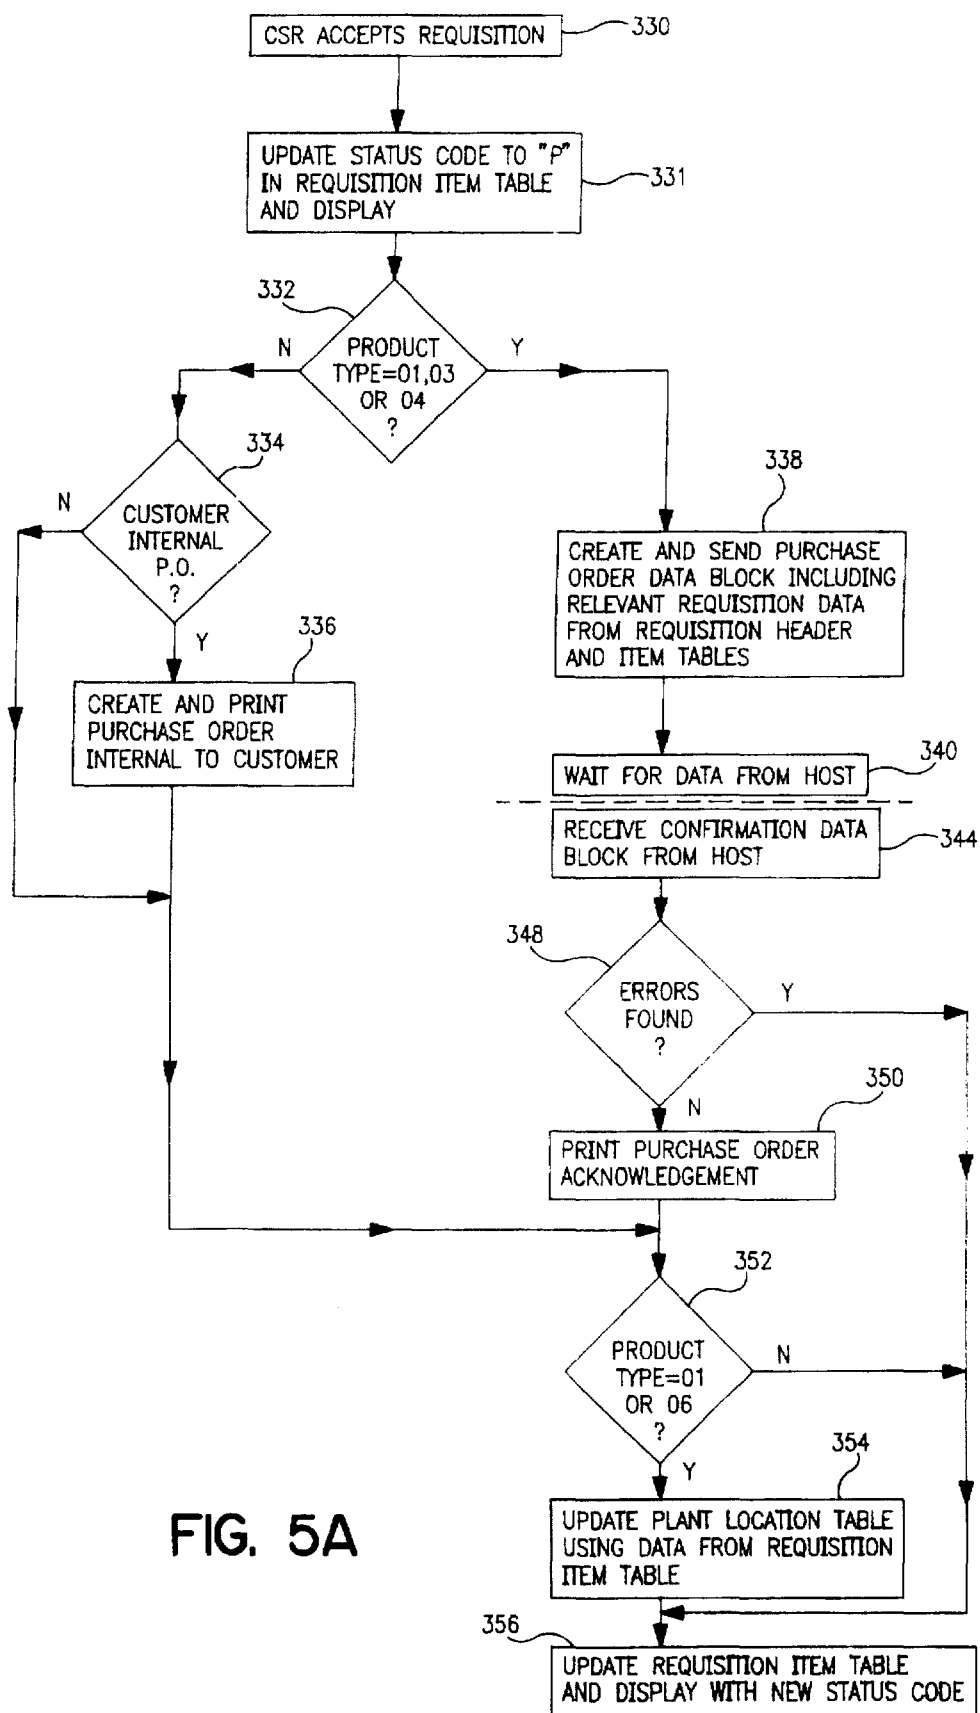 CSR ACCEPTS REQUISITION
330
UPDATE STATUS CODE TO "P"
IN REQUISITION ITEM TABLE
AND DISPLAY
331
332
PRODUCT
TYPE=01,03
OR 04
?
N
Y
334
CUSTOMER
INTERNAL
P.O.
?
N
Y
336
CREATE AND PRINT
PURCHASE ORDER
INTERNAL TO CUSTOMER
338
CREATE AND SEND PURCHASE
ORDER DATA BLOCK INCLUDING
RELEVANT REQUISITION DATA
FROM REQUISITION HEADER
AND ITEM TABLES
WAIT FOR DATA FROM HOST
340
RECEIVE CONFIRMATION DATA
BLOCK FROM HOST
344
348
ERRORS
FOUND
?
Y
N
350
PRINT PURCHASE ORDER
ACKNOWLEDGEMENT
352
PRODUCT
TYPE=01
OR 06
?
N
Y
354
UPDATE PLANT LOCATION TABLE
USING DATA FROM REQUISITION
ITEM TABLE
356
UPDATE REQUISITION ITEM TABLE
AND DISPLAY WITH NEW STATUS CODE
FIG. 5A